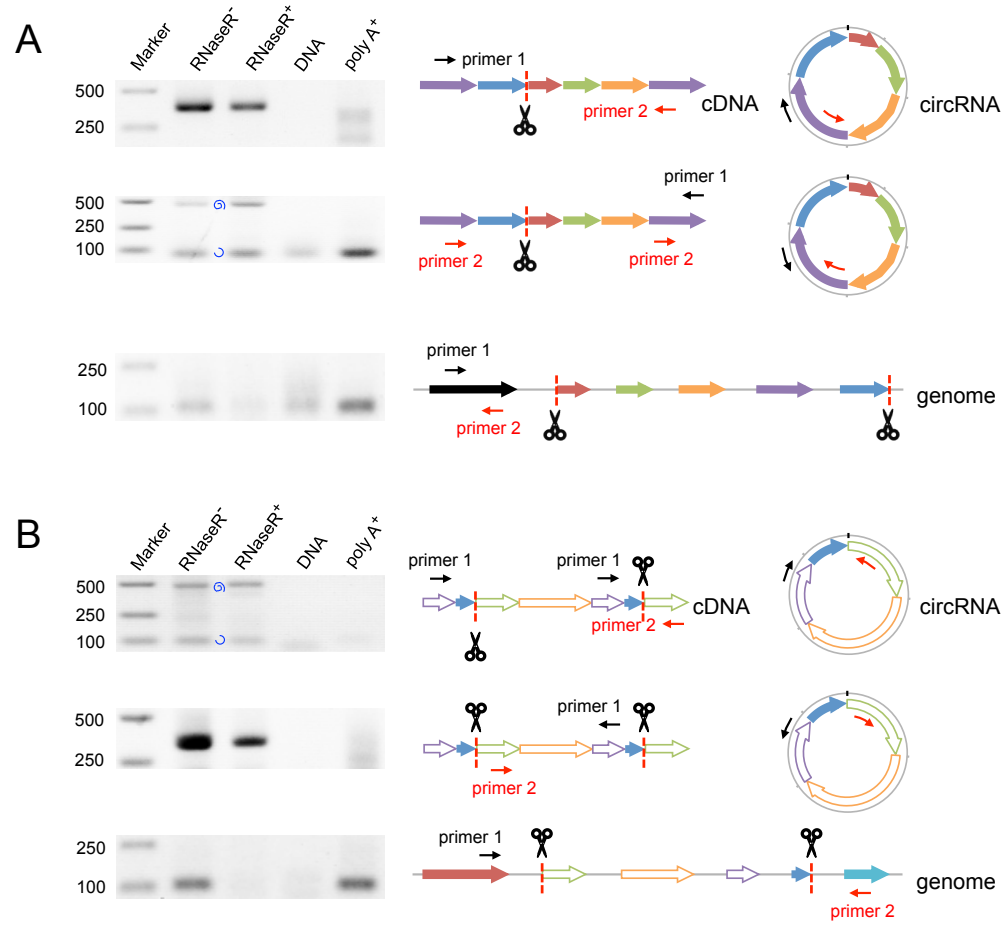 A
Marker RNaseR⁻ RNaseR⁺ DNA poly A⁺
500
250
primer 1
primer 2
cDNA
circRNA
500
250
100
primer 1
primer 2
primer 2
250
100
primer 1
primer 2
genome
B
Marker RNaseR⁻ RNaseR⁺ DNA poly A⁺
500
250
100
primer 1 primer 1
primer 2
cDNA
circRNA
500
250
primer 1
primer 2
250
100
primer 1
primer 2
genome